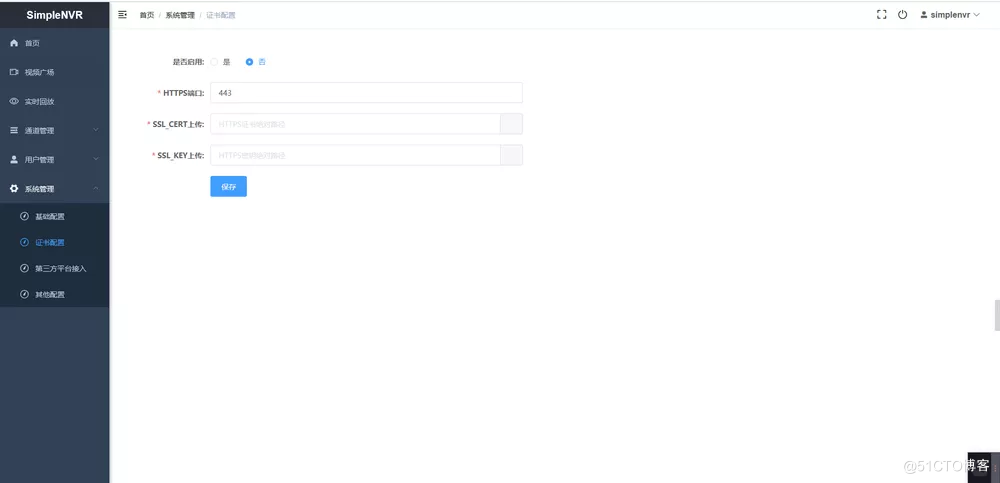 SimpleNVR
首页 / 系统管理 / 证书配置
simplenvr
首页
视频广场
实时回放
通道管理
用户管理
系统管理
基础配置
证书配置
第三方平台接入
其他配置
是否启用: 是 否
* HTTPS端口: 443
* SSL_CERT上传: HTTPS证书绝对路径
* SSL_KEY上传: HTTPS密钥绝对路径
保存
@51CTO博客